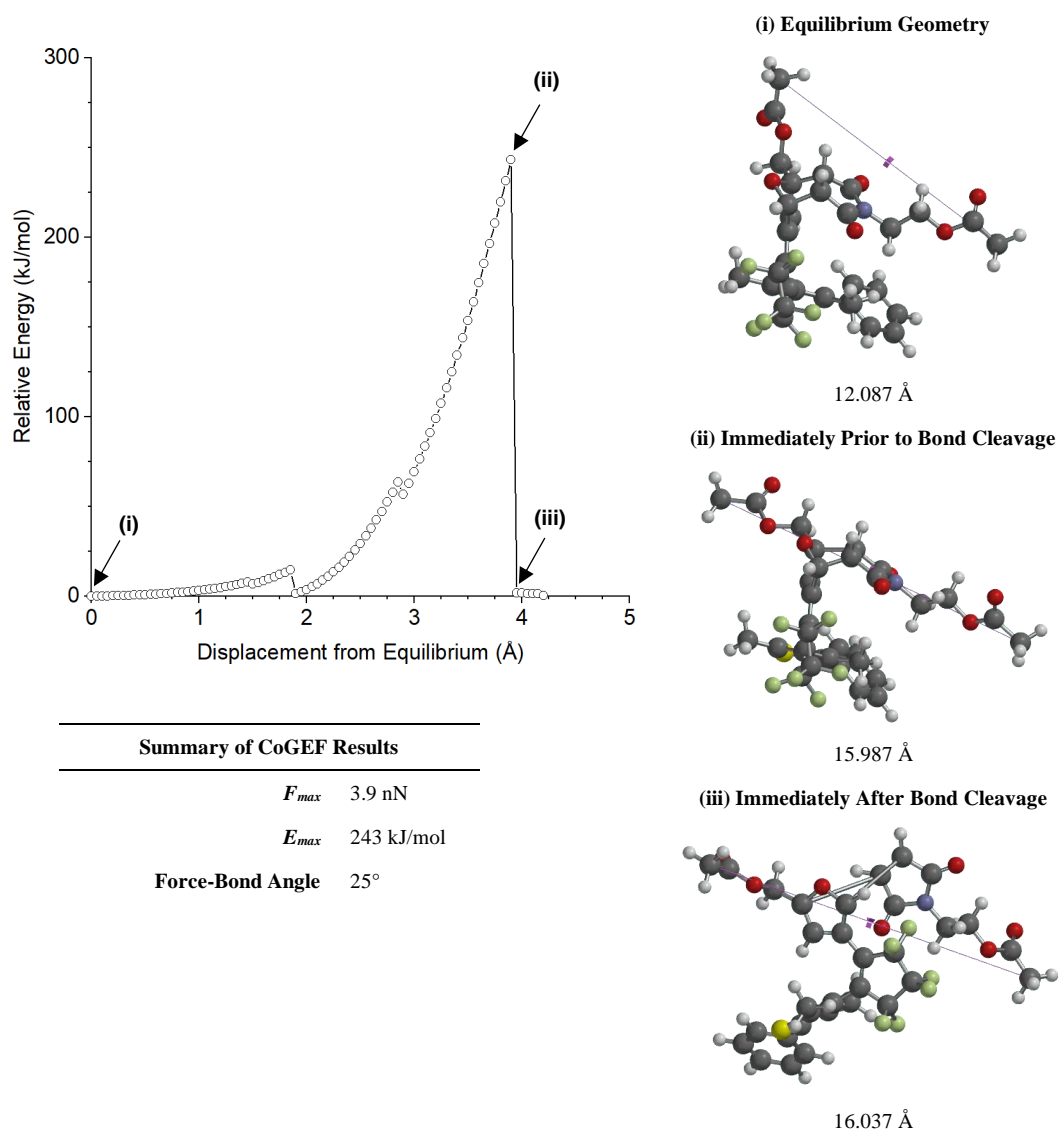 (i) Equilibrium Geometry
300
(ii)
200
Relative Energy (kJ/mol)
12.087 Å
100
(ii) Immediately Prior to Bond Cleavage
(i)
(iii)
0
0 1 2 3 4 5
Displacement from Equilibrium (Å)
15.987 Å
Summary of CoGEF Results
(iii) Immediately After Bond Cleavage
Fmax 3.9 nN
Emax 243 kJ/mol
Force-Bond Angle 25°
16.037 Å